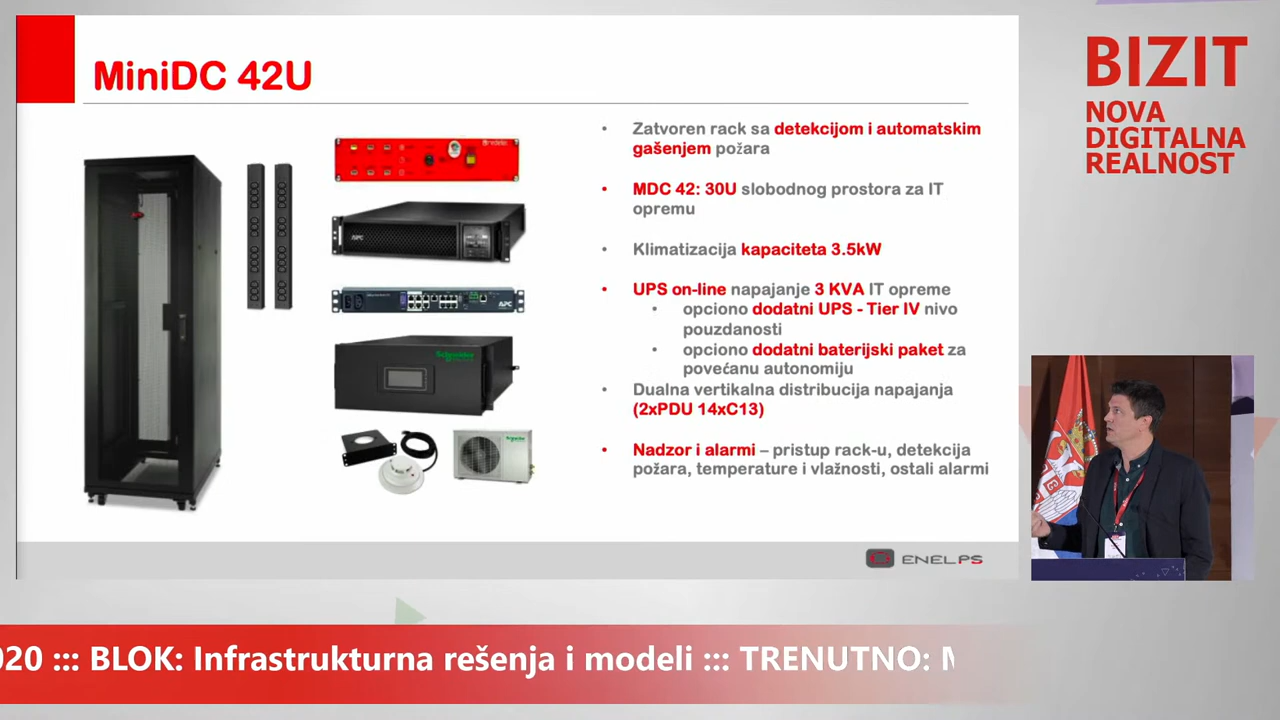 MiniDC 42U
BIZIT
NOVA
DIGITALNA
REALNOST
• Zatvoren rack sa detekcijom i automatskim
gašenjem požara
• MDC 42: 30U slobodnog prostora za IT
opremu
• Klimatizacija kapaciteta 3.5kW
• UPS on-line napajanje 3 KVA IT opreme
• opciono dodatni UPS - Tier IV nivo
pouzdanosti
• opciono dodatni baterijski paket za
povećanu autonomiju
• Dualna vertikalna distribucija napajanja
(2xPDU 14xC13)
• Nadzor i alarmi – pristup rack-u, detekcija
požara, temperature i vlažnosti, ostali alarmi
APC
APC
Schneider
ENELPS
020 ::: BLOK: Infrastrukturna rešenja i modeli ::: TRENUTNO: